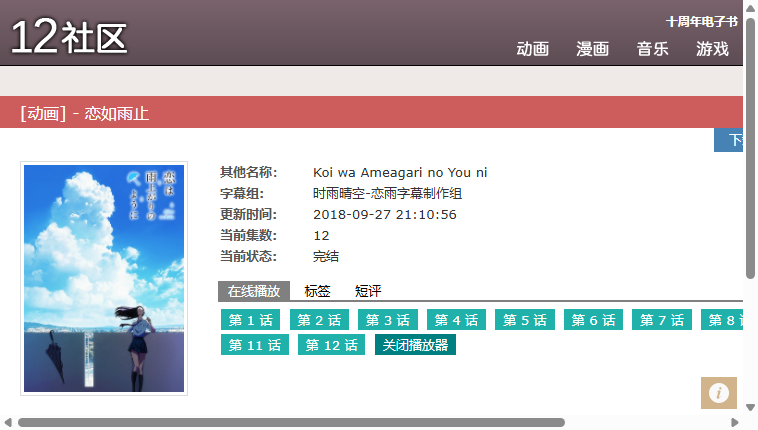 12社区
十周年电子书
动画 漫画 音乐 游戏
[动画] - 恋如雨止
恋は
雨上がりの
ように
其他名称: Koi wa Ameagari no You ni
字幕组: 时雨晴空-恋雨字幕制作组
更新时间: 2018-09-27 21:10:56
当前集数: 12
当前状态: 完结
在线播放 标签 短评
第 1 话 第 2 话 第 3 话 第 4 话 第 5 话 第 6 话 第 7 话 第 8
第 11 话 第 12 话 关闭播放器